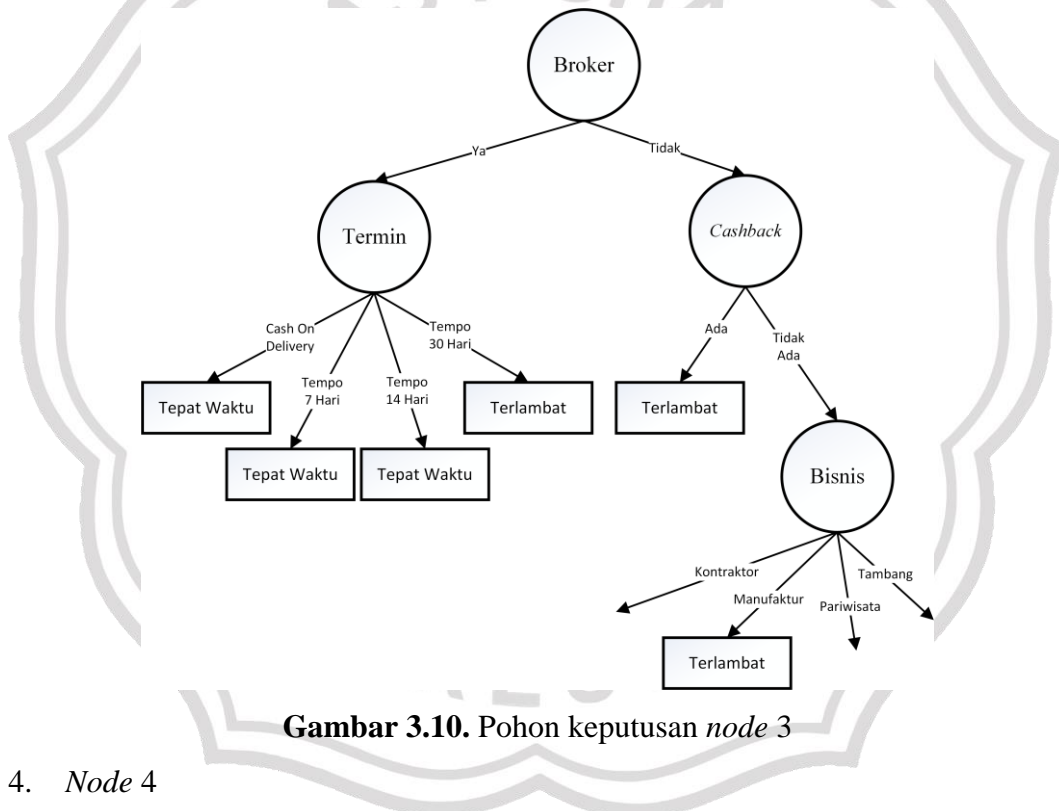 Broker
Ya
Tidak
Termin
Cashback
Cash On
Delivery
Tempo
7 Hari
Tempo
14 Hari
Tempo
30 Hari
Ada
Tidak
Ada
Tepat Waktu
Terlambat
Terlambat
Tepat Waktu
Tepat Waktu
Bisnis
Kontraktor
Manufaktur
Pariwisata
Tambang
Terlambat
Gambar 3.10. Pohon keputusan node 3
4. Node 4